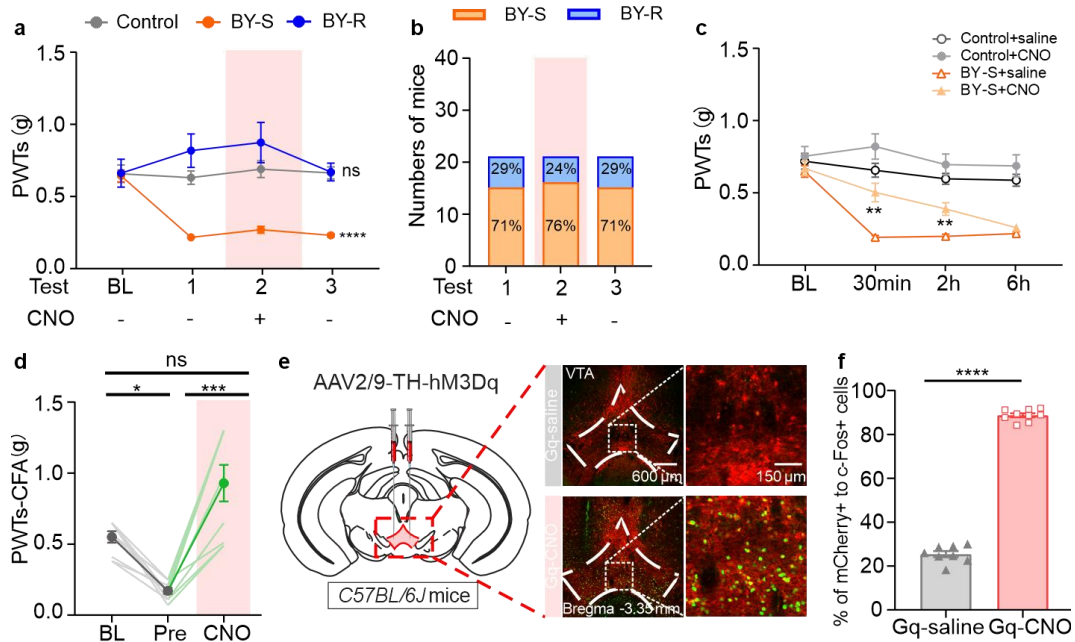 Control BY-S BY-R
a
1.5
1.0
0.5
0.0
PWTs (g)
ns
****
Test BL 1 2 3
CNO - - + -
BY-S BY-R
b
40
30
20
10
0
Numbers of mice
29% 24% 29%
71% 76% 71%
Test 1 2 3
CNO - + -
c
Control+saline
Control+CNO
BY-S+saline
BY-S+CNO
1.5
1.0
0.5
0.0
PWTs (g)
** **
BL 30min 2h 6h
d
ns
* ***
1.5
1.0
0.5
0.0
PWTs-CFA(g)
BL Pre CNO
e
AAV2/9-TH-hM3Dq
C57BL/6J mice
Gq-saline
VTA
600 μm
150 μm
Gq-CNO
Bregma -3.35 mm
f
****
100
80
60
40
20
0
% of mCherry+ to c-Fos+ cells
Gq-saline Gq-CNO